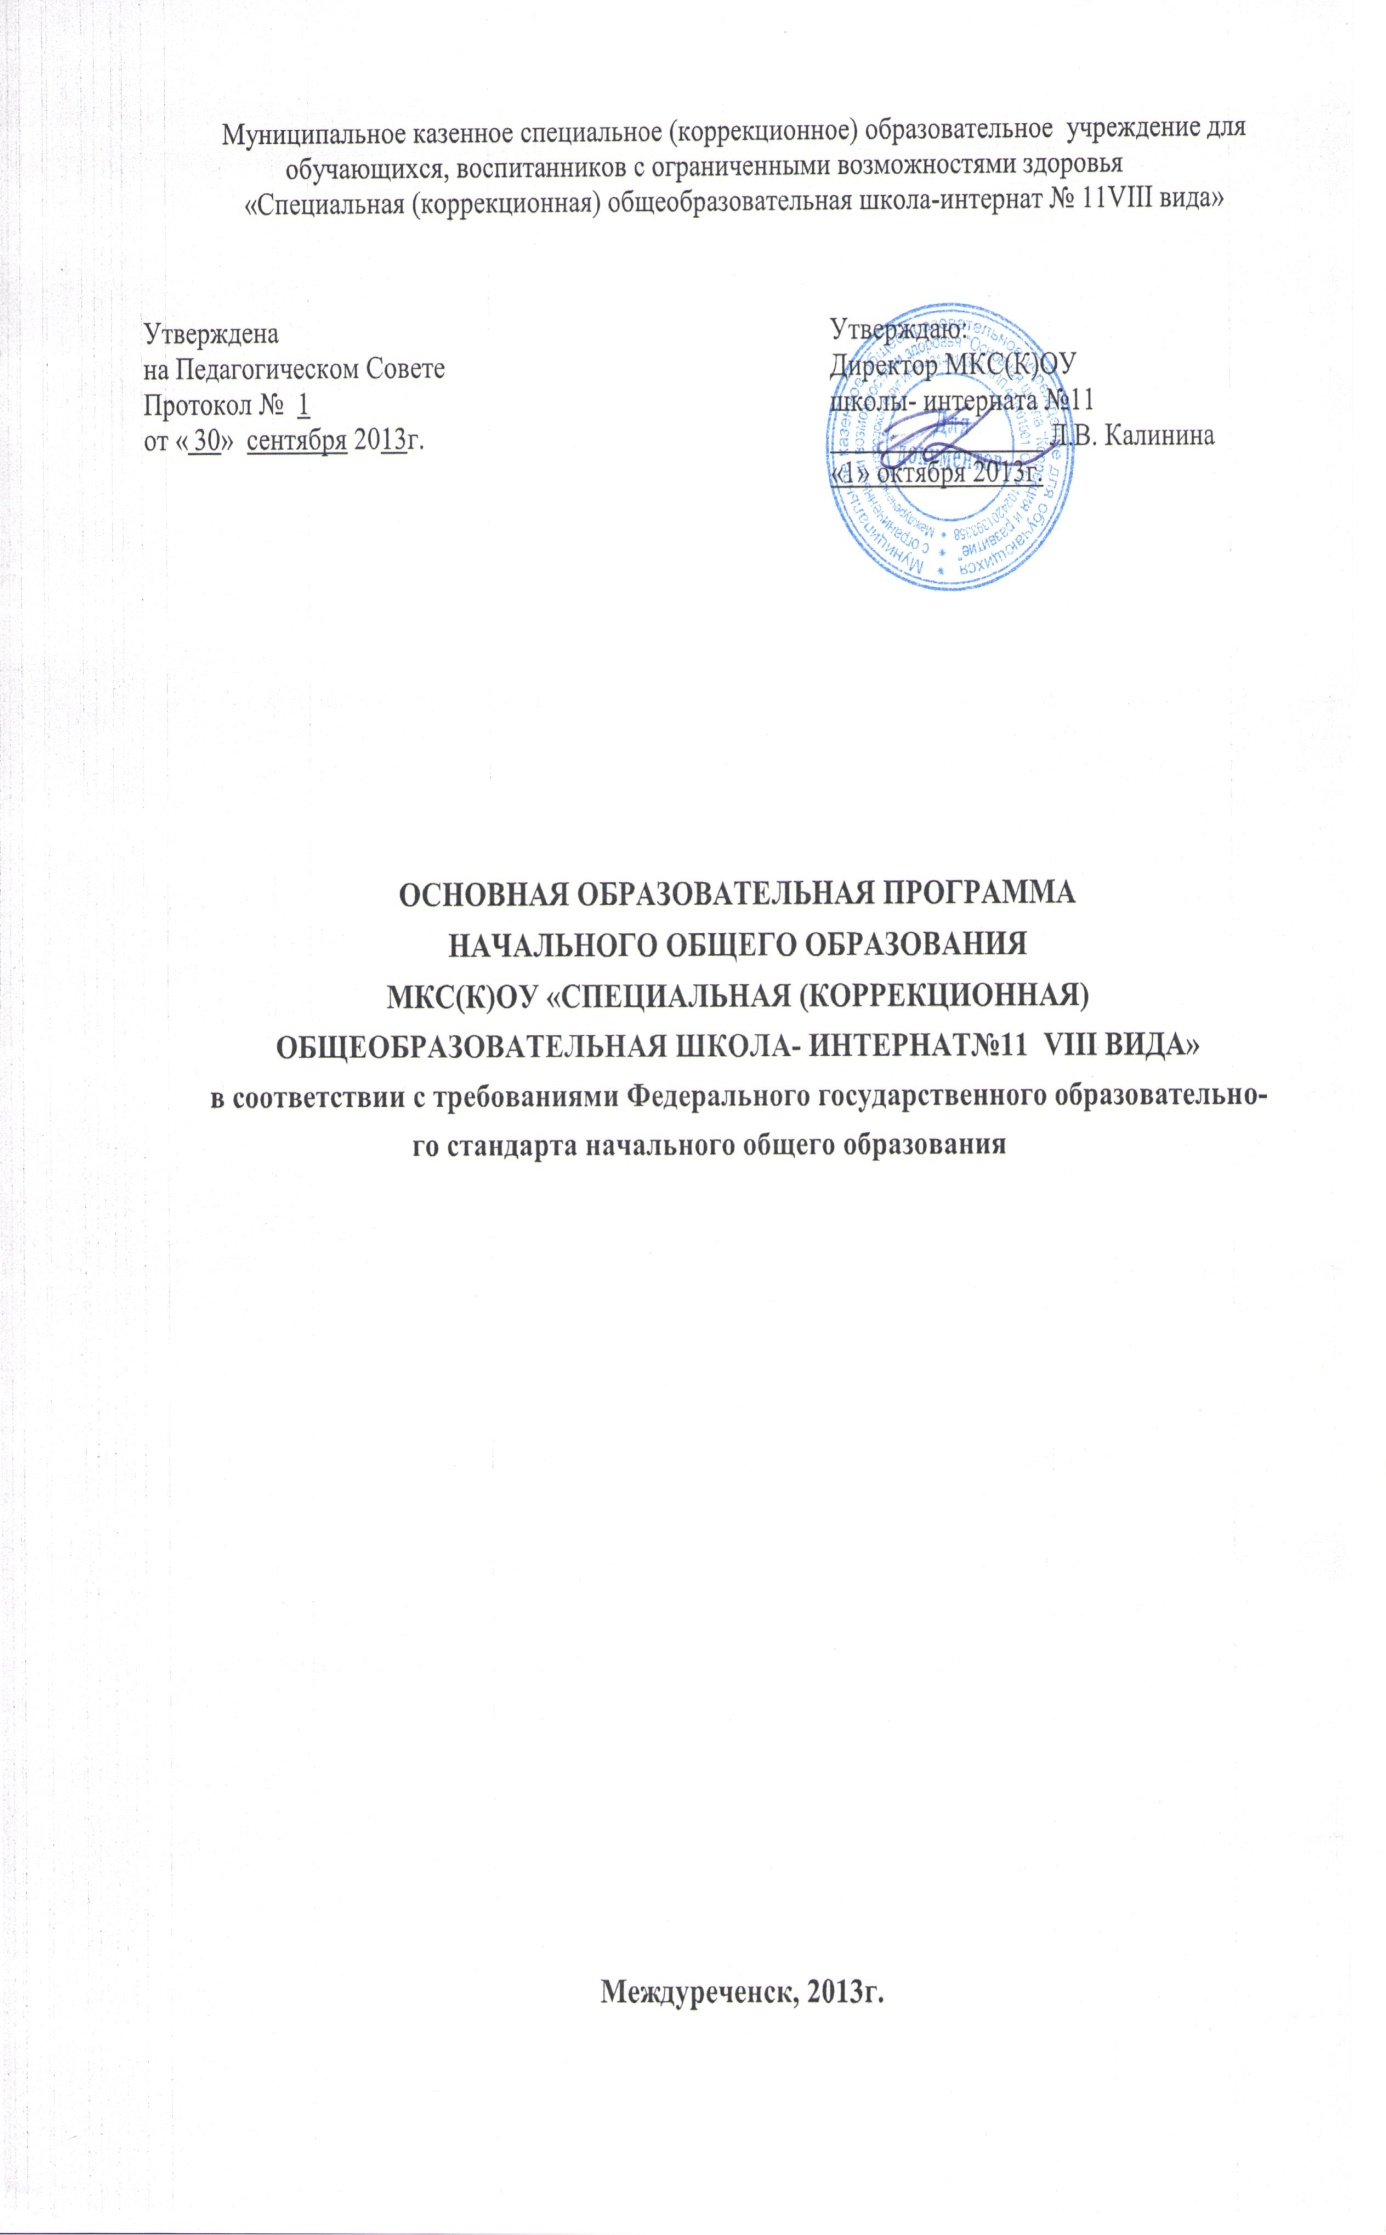 Муниципальное казенное специальное (коррекционное) образовательное учреждение для
обучающихся, воспитанников с ограниченными возможностями здоровья
«Специальная (коррекционная) общеобразовательная школа-интернат № 11VIII вида»
Утверждена
на Педагогическом Совете
Протокол № 1
от «30» сентября 2013г.
Утверждаю:
Директор МКС(К)ОУ
школы- интерната №11
Л.В. Калинина
«1» октября 2013г.
Для
документов
ОСНОВНАЯ ОБРАЗОВАТЕЛЬНАЯ ПРОГРАММА
НАЧАЛЬНОГО ОБЩЕГО ОБРАЗОВАНИЯ
МКС(К)ОУ «СПЕЦИАЛЬНАЯ (КОРРЕКЦИОННАЯ)
ОБЩЕОБРАЗОВАТЕЛЬНАЯ ШКОЛА- ИНТЕРНАТ№11 VIII ВИДА»
в соответствии с требованиями Федерального государственного образовательно-
го стандарта начального общего образования
Междуреченск, 2013г.